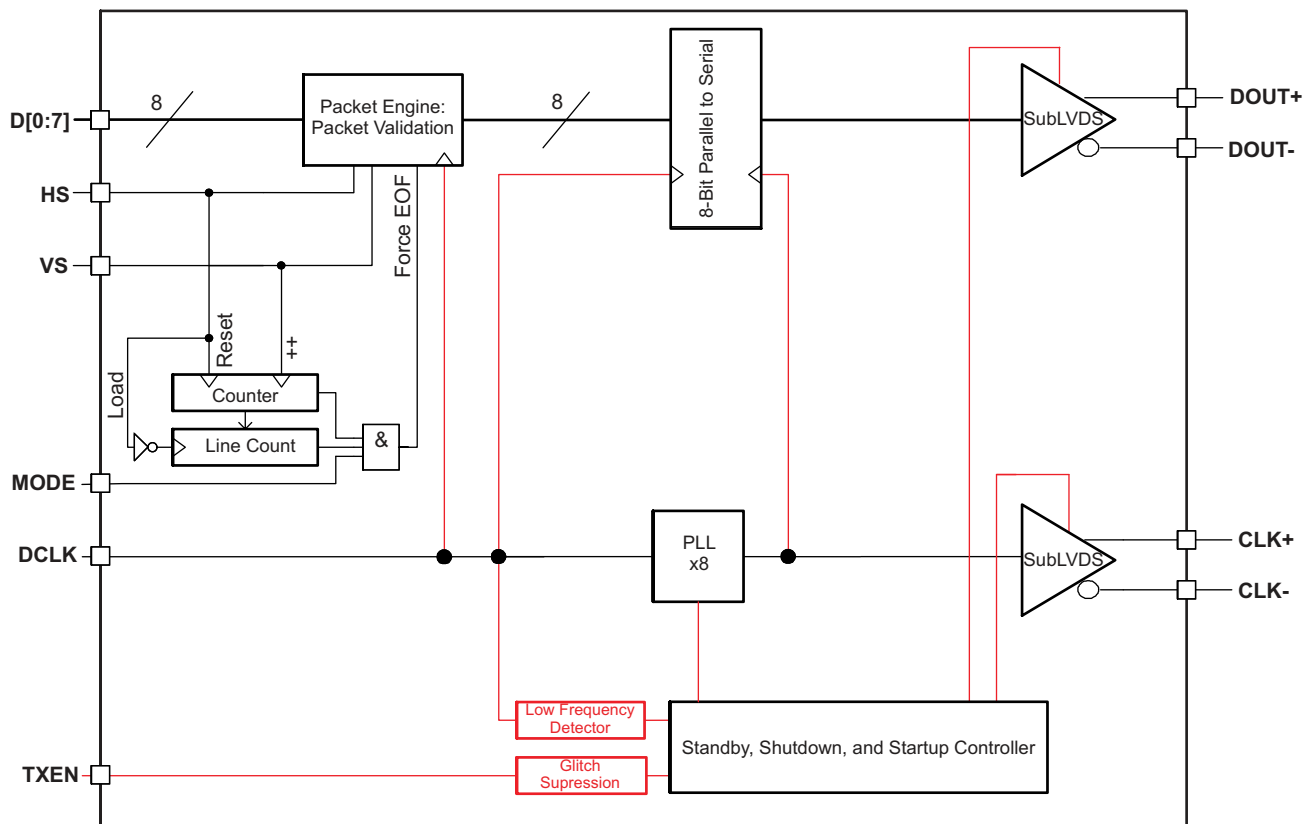 D[0:7]
8
Packet Engine:
Packet Validation
8
8-Bit Parallel to Serial
SubLVDS
DOUT+
DOUT-
HS
VS
Force EOF
Load
Reset
++
Counter
Line Count
&
MODE
DCLK
PLL
x8
SubLVDS
CLK+
CLK-
Low Frequency
Detector
Standby, Shutdown, and Startup Controller
TXEN
Glitch
Supression